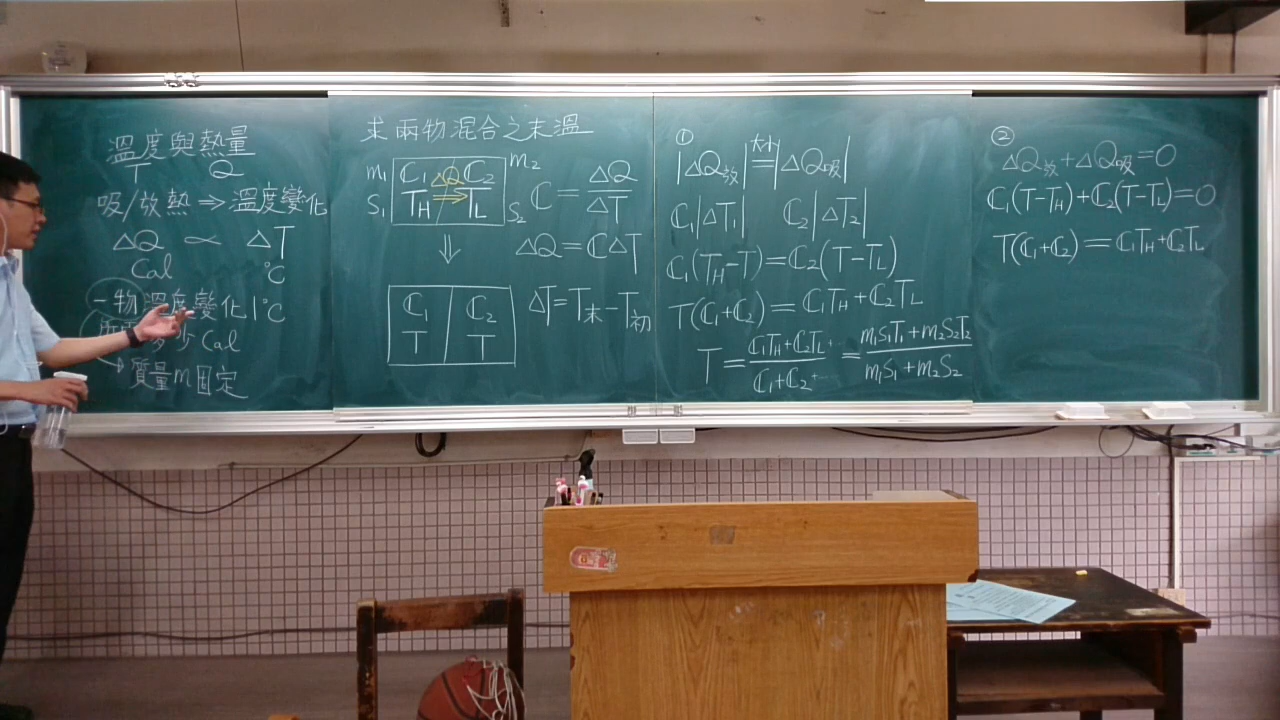 溫度與熱量
T Q
吸/放熱⇒溫度變化
ΔQ ∝ ΔT
Cal °C
一物溫度變化1°C
少Cal
質量m固定
求兩物混合之末溫
m₁ C₁ ΔQ C₂ m₂
S₁ T_H ⇒ T_L S₂
⇓
C₁ C₂
T T
C = ΔQ/ΔT
ΔQ = CΔT
ΔT = T末 − T初
①
|ΔQ放| 大小= |ΔQ吸|
C₁|ΔT₁| C₂|ΔT₂|
C₁(T_H−T) = C₂(T−T_L)
T(C₁+C₂) = C₁T_H + C₂T_L
T = (C₁T_H+C₂T_L+)/(C₁+C₂+…) = (m₁S₁T₁+m₂S₂T₂)/(m₁S₁+m₂S₂)
②
ΔQ放+ΔQ吸=0
C₁(T−T_H)+C₂(T−T_L)=0
T(C₁+C₂) = C₁T_H+C₂T_L